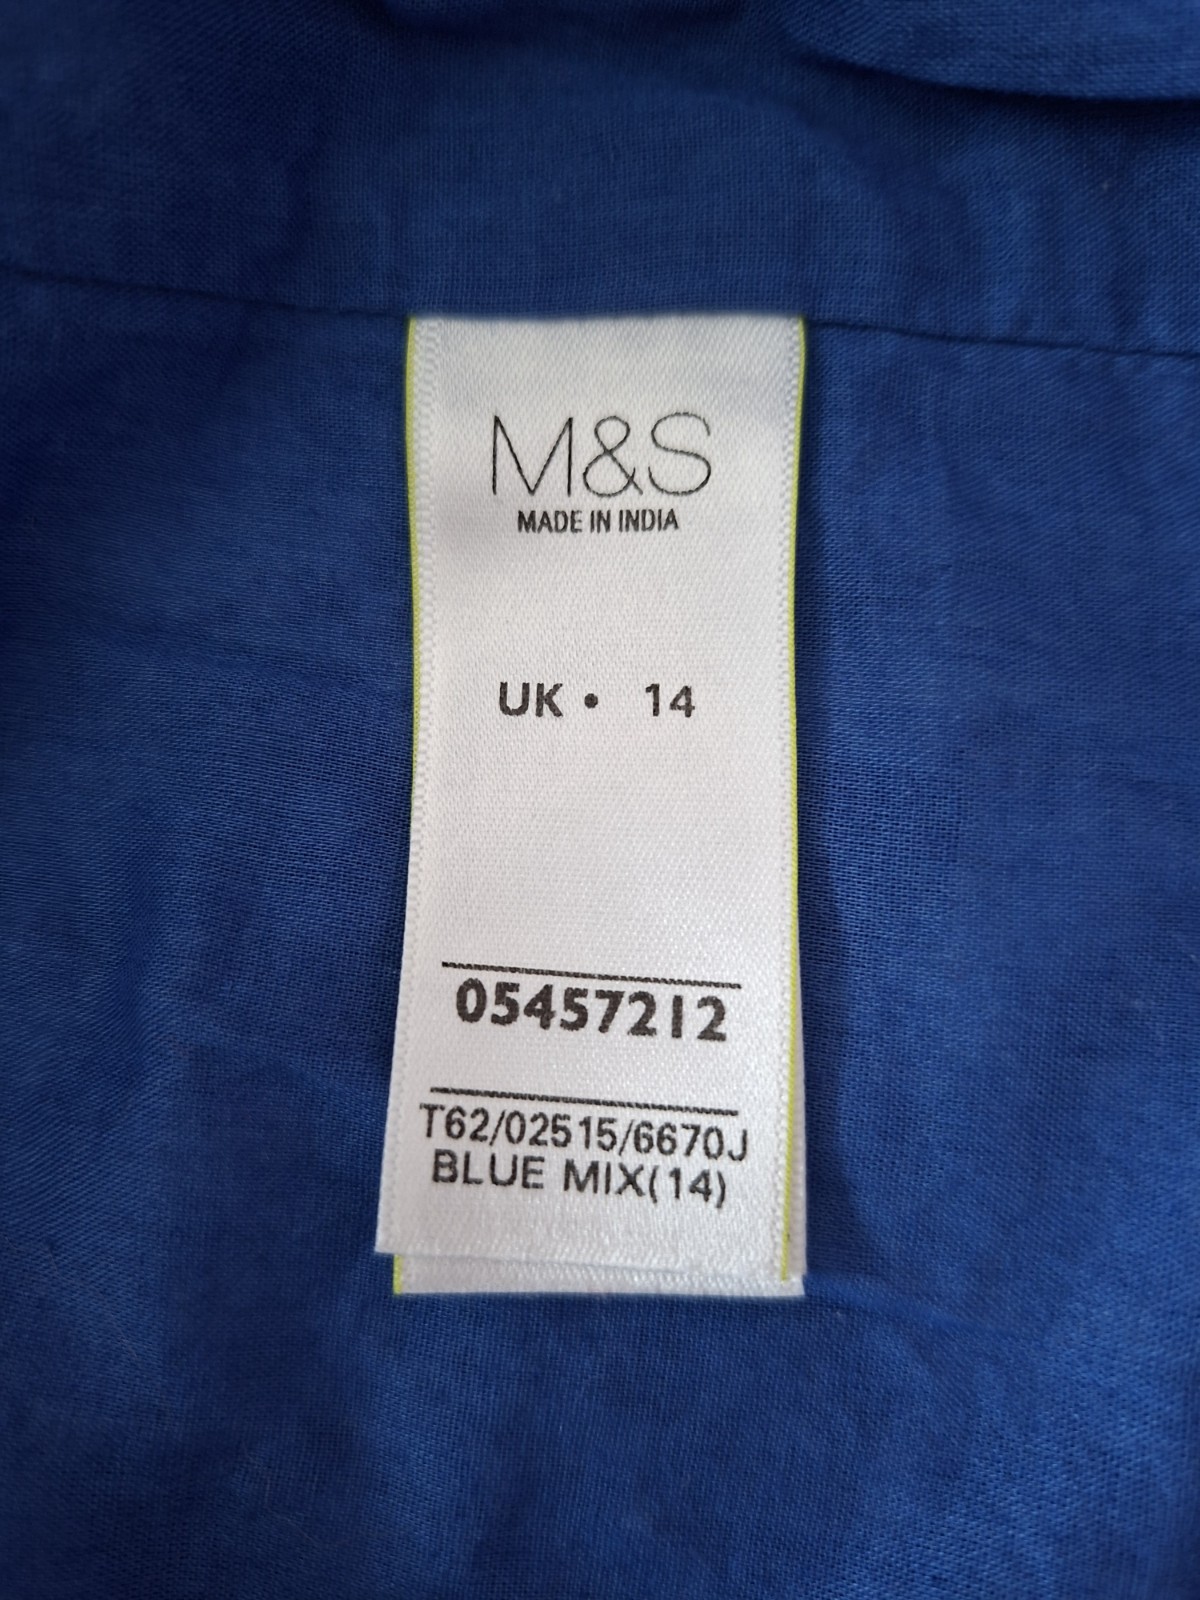 M&S
MADE IN INDIA
UK • 14
05457212
T62/02515/6670J
BLUE MIX(14)